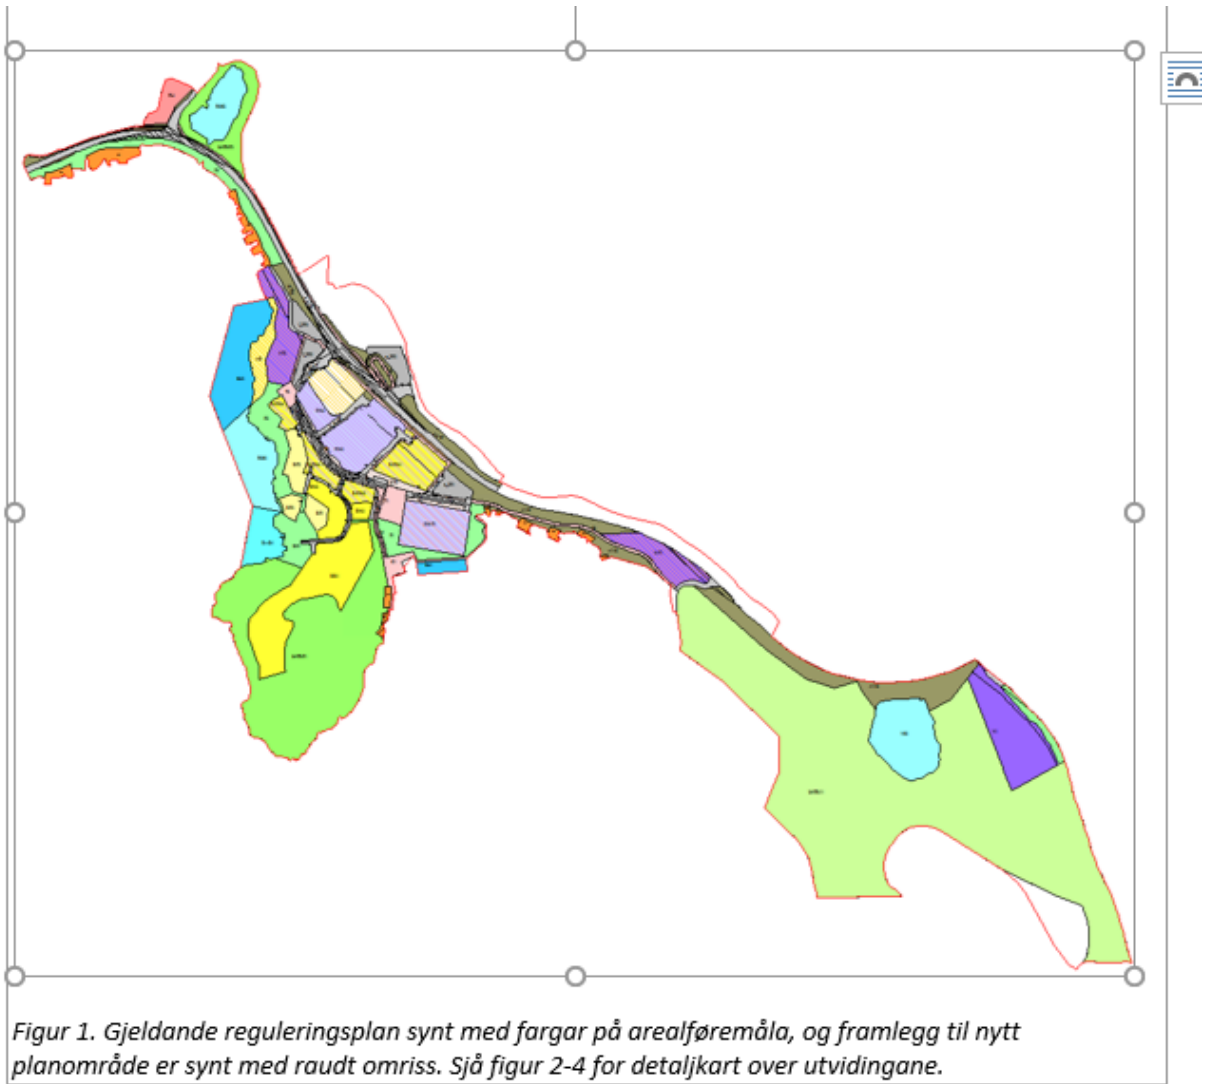 Figur 1. Gjeldande reguleringsplan synt med fargar på arealføremåla, og framlegg til nytt
planområde er synt med raudt omriss. Sjå figur 2-4 for detaljkart over utvidingane.